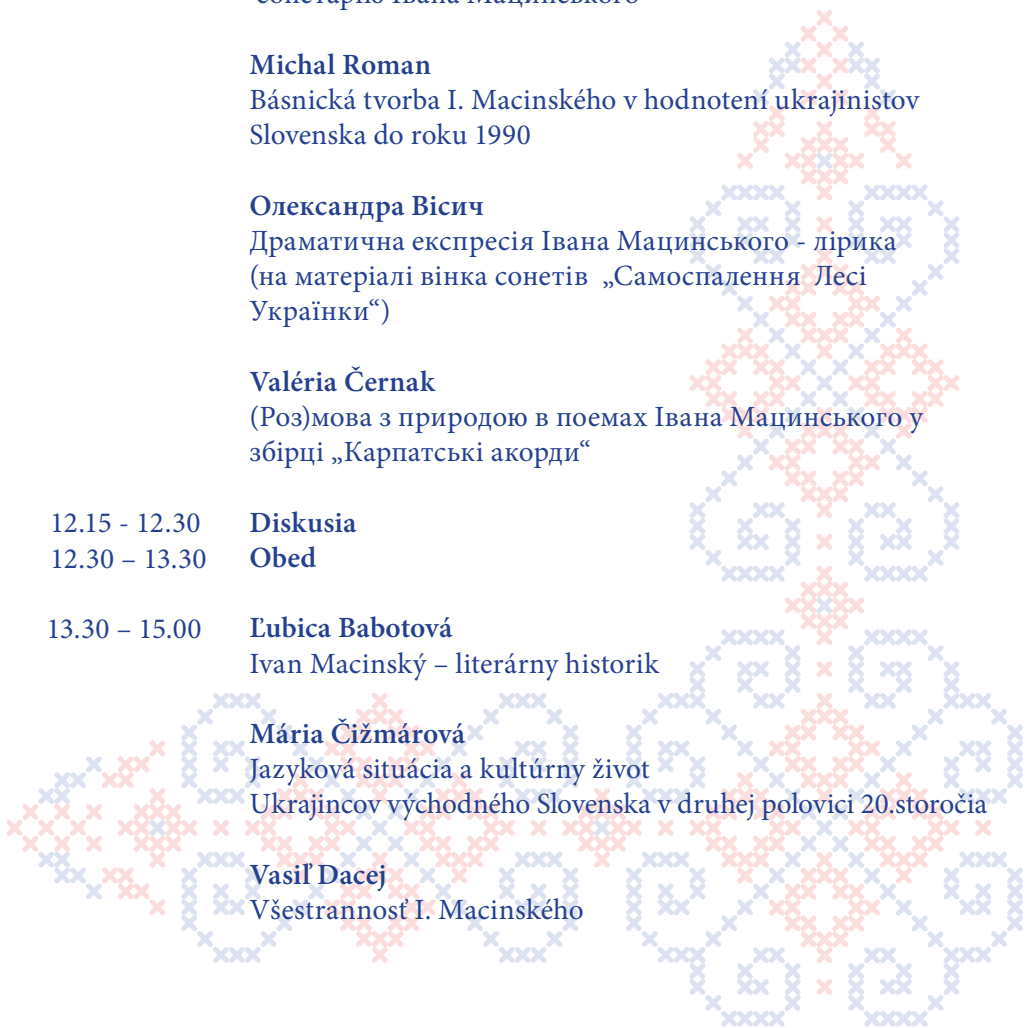 сонетарію Івана Мацинського
Michal Roman
Básnická tvorba I. Macinského v hodnotení ukrajinistov
Slovenska do roku 1990
Олександра Вісич
Драматична експресія Івана Мацинського - лірика
(на матеріалі вінка сонетів „Самоспалення Лесі
Українки“)
Valéria Černak
(Роз)мова з природою в поемах Івана Мацинського у
збірці „Карпатські акорди“
12.15 - 12.30 Diskusia
12.30 – 13.30 Obed
13.30 – 15.00 Ľubica Babotová
Ivan Macinský – literárny historik
Mária Čižmárová
Jazyková situácia a kultúrny život
Ukrajincov východného Slovenska v druhej polovici 20.storočia
Vasiľ Dacej
Všestrannosť I. Macinského